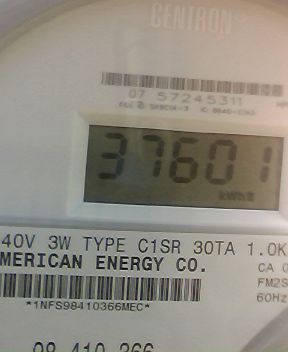 CENTRON®
07 57245311
37601
kWh
40V 3W TYPE C1SR 30TA 1.0K
MERICAN ENERGY CO.
CA 0
FM2S
60Hz
*1NFS98410366MEC*
98 410 366